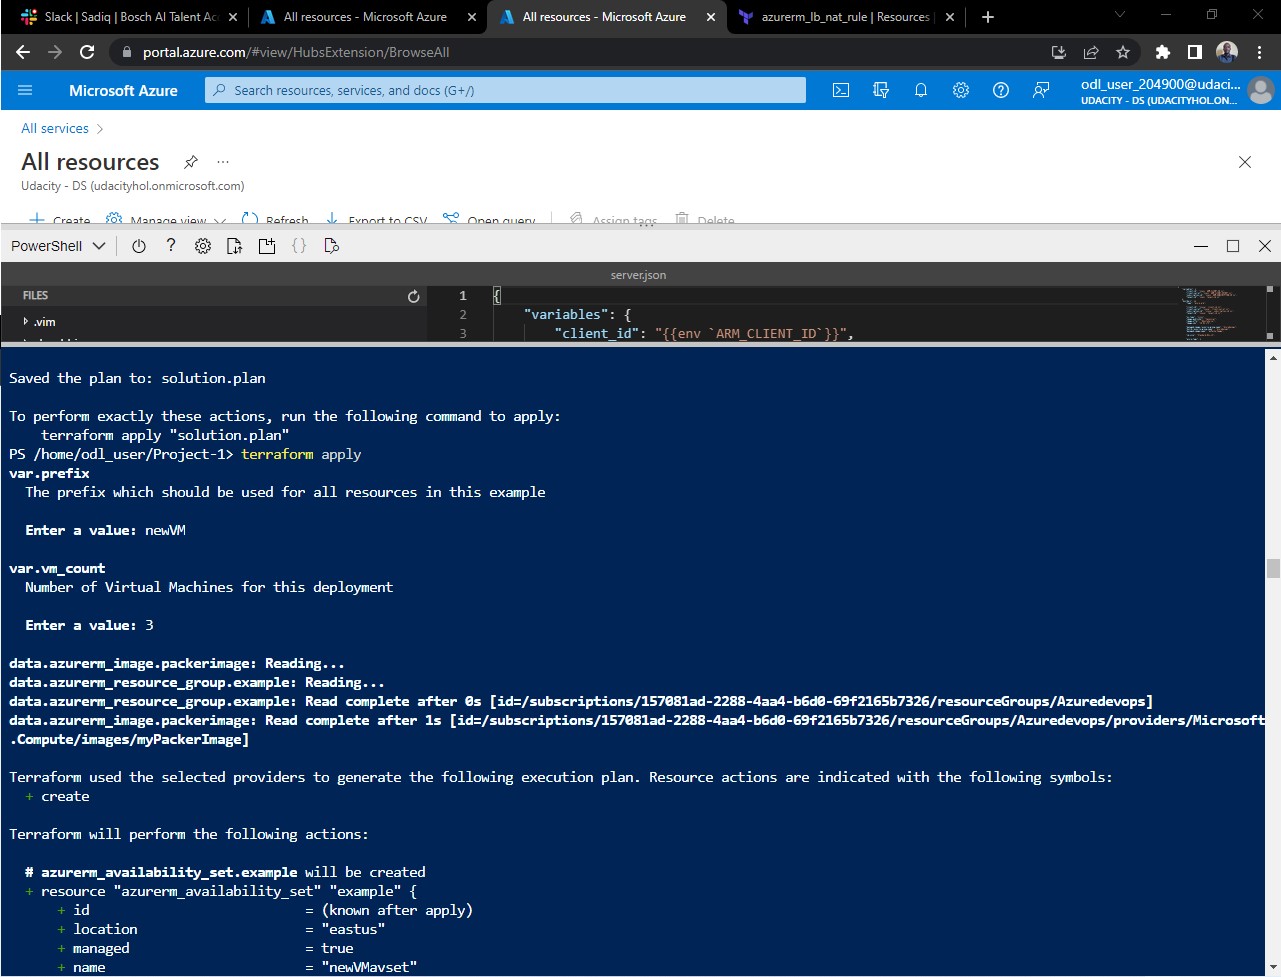 Slack | Sadiq | Bosch AI Talent Ac
All resources - Microsoft Azure
All resources - Microsoft Azure
azurerm_lb_nat_rule | Resources
portal.azure.com/#view/HubsExtension/BrowseAll
Microsoft Azure
Search resources, services, and docs (G+/)
odl_user_204900@udaci...
UDACITY - DS (UDACITYHOL.ON...
All services
All resources
Udacity - DS (udacityhol.onmicrosoft.com)
Create Manage view Refresh Export to CSV Open query Assign tags Delete
PowerShell
server.json
FILES
.vim
1 {
2 "variables": {
3 "client_id": "{{env `ARM_CLIENT_ID`}}",
Saved the plan to: solution.plan
To perform exactly these actions, run the following command to apply:
terraform apply "solution.plan"
PS /home/odl_user/Project-1> terraform apply
var.prefix
The prefix which should be used for all resources in this example
Enter a value: newVM
var.vm_count
Number of Virtual Machines for this deployment
Enter a value: 3
data.azurerm_image.packerimage: Reading...
data.azurerm_resource_group.example: Reading...
data.azurerm_resource_group.example: Read complete after 0s [id=/subscriptions/157081ad-2288-4aa4-b6d0-69f2165b7326/resourceGroups/Azuredevops]
data.azurerm_image.packerimage: Read complete after 1s [id=/subscriptions/157081ad-2288-4aa4-b6d0-69f2165b7326/resourceGroups/Azuredevops/providers/Microsoft
.Compute/images/myPackerImage]
Terraform used the selected providers to generate the following execution plan. Resource actions are indicated with the following symbols:
+ create
Terraform will perform the following actions:
# azurerm_availability_set.example will be created
+ resource "azurerm_availability_set" "example" {
+ id = (known after apply)
+ location = "eastus"
+ managed = true
+ name = "newVMavset"